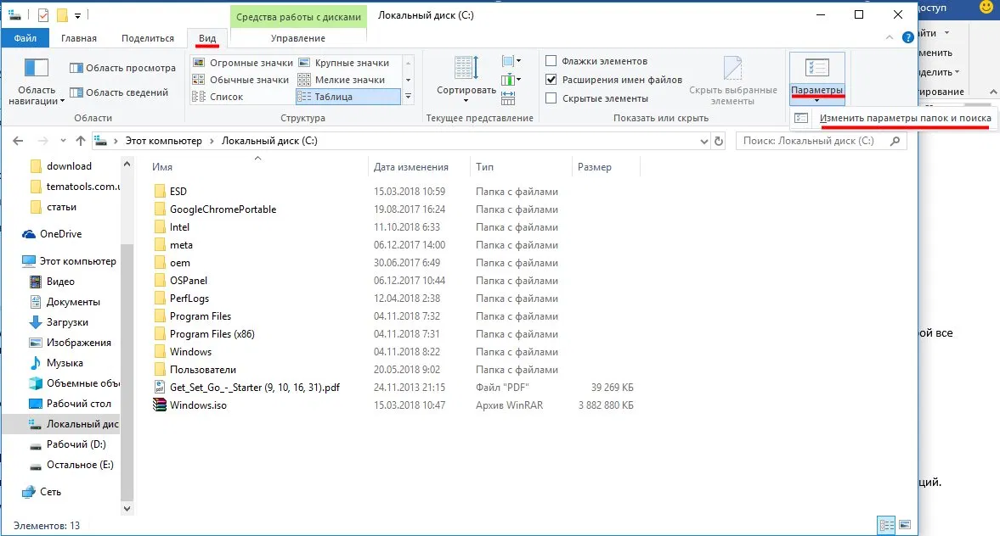 Средства работы с дисками
Локальный диск (C:)
доступ
Файл
Главная
Поделиться
Вид
Управление
йти
Область навигации
Область просмотра
Область сведений
Области
Огромные значки
Крупные значки
Обычные значки
Мелкие значки
Список
Таблица
Структура
Сортировать
Текущее представление
Флажки элементов
Расширения имен файлов
Скрытые элементы
Скрыть выбранные элементы
Показать или скрыть
Параметры
Изменить параметры папок и поиска
менить
делить
ирование
Этот компьютер
Локальный диск (C:)
Поиск: Локальный диск (C:)
download
tematools.com.u
статьи
OneDrive
Этот компьютер
Видео
Документы
Загрузки
Изображения
Музыка
Объемные объ
Рабочий стол
Локальный дис
Рабочий (D:)
Остальное (E:)
Сеть
Имя Дата изменения Тип Размер
ESD 15.03.2018 10:59 Папка с файлами
GoogleChromePortable 19.08.2017 16:24 Папка с файлами
Intel 11.10.2018 6:33 Папка с файлами
meta 06.12.2017 14:00 Папка с файлами
oem 30.06.2017 6:49 Папка с файлами
OSPanel 06.12.2017 10:44 Папка с файлами
PerfLogs 12.04.2018 2:38 Папка с файлами
Program Files 04.11.2018 7:32 Папка с файлами
Program Files (x86) 04.11.2018 7:31 Папка с файлами
Windows 04.11.2018 8:22 Папка с файлами
Пользователи 20.05.2018 9:02 Папка с файлами
Get_Set_Go_-_Starter (9, 10, 16, 31).pdf 24.11.2013 21:15 Файл "PDF" 39 269 КБ
Windows.iso 15.03.2018 10:47 Архив WinRAR 3 882 880 КБ
ой все
ций.
Элементов: 13